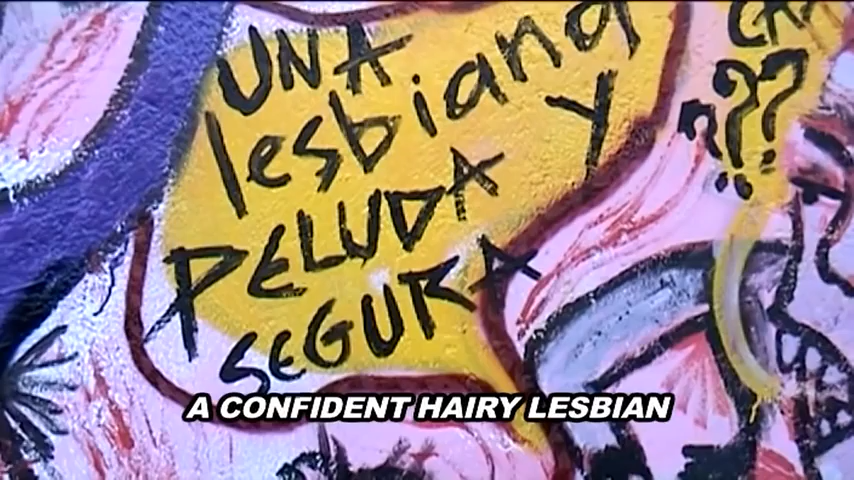 UNA
lesbiana
PELUDA Y
SEGURA
??
A CONFIDENT HAIRY LESBIAN